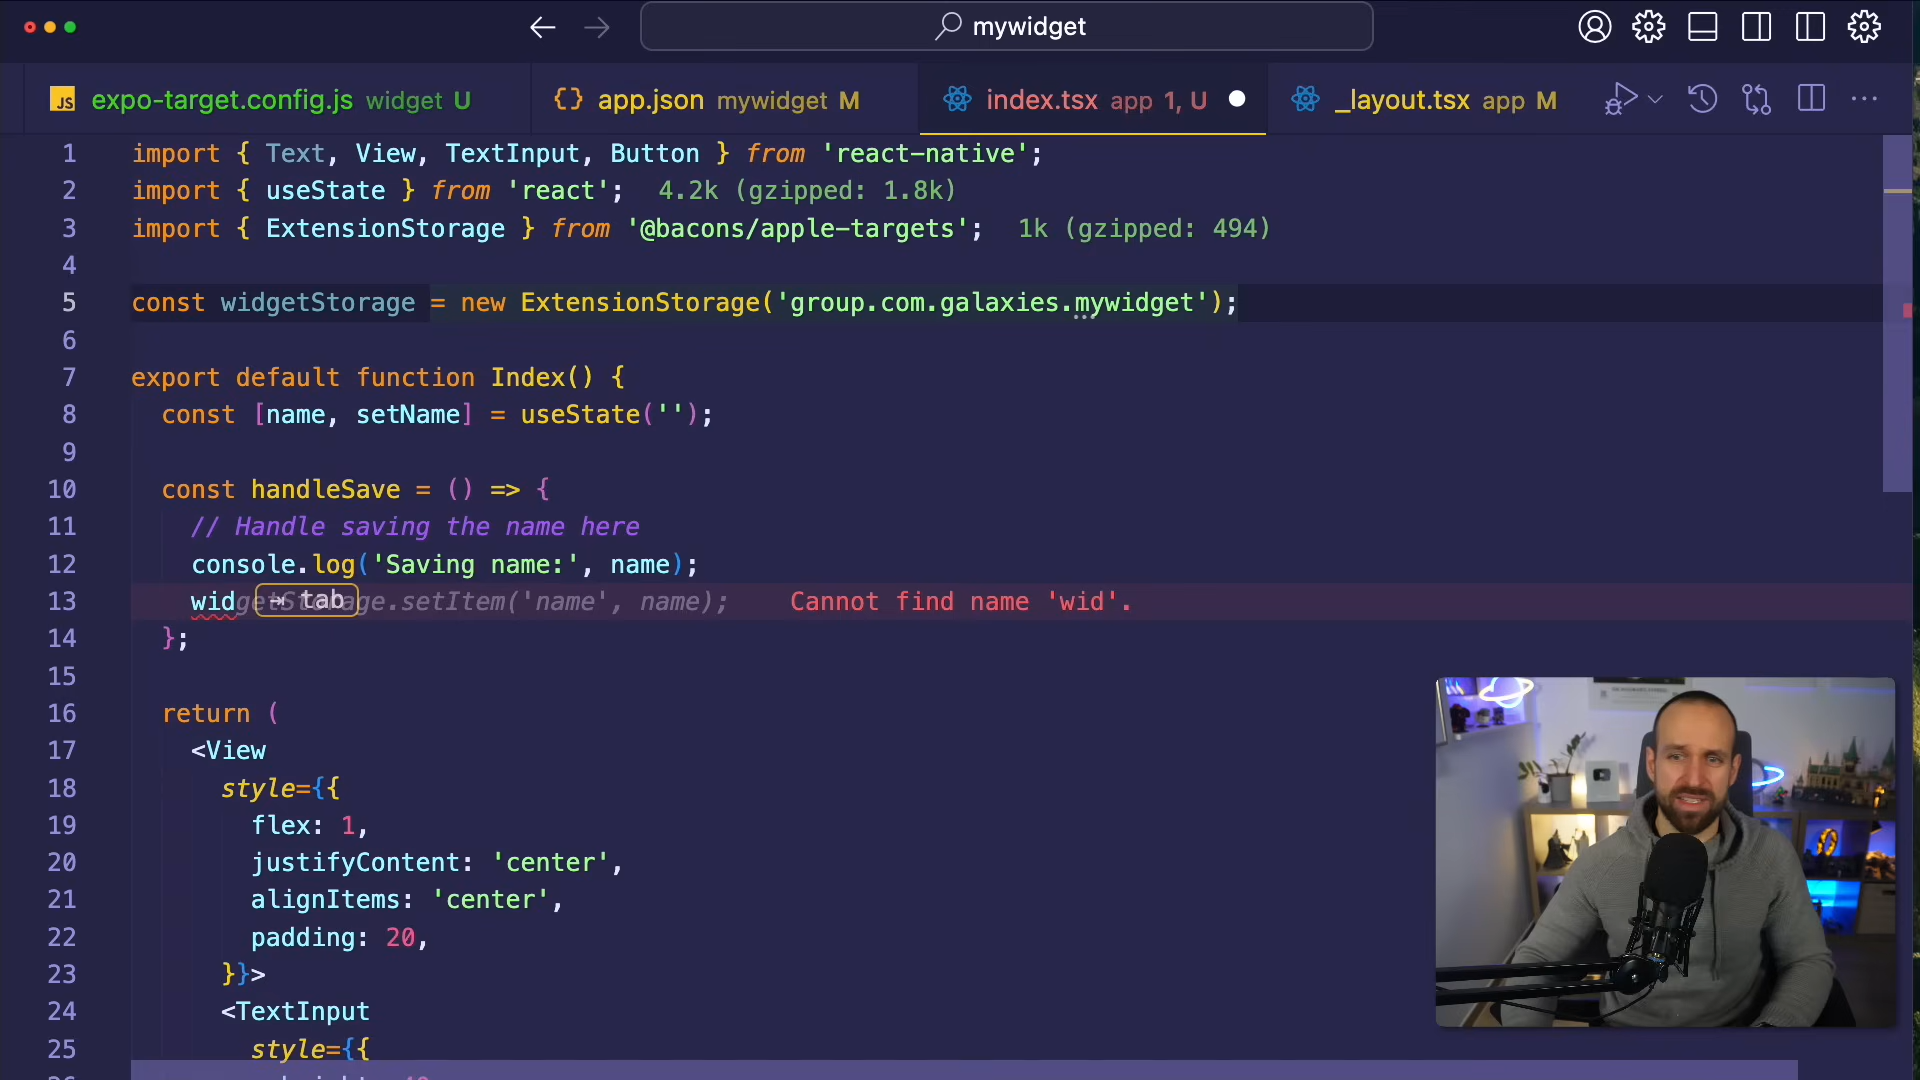 mywidget
JS expo-target.config.js widget U
{} app.json mywidget M
index.tsx app 1, U
_layout.tsx app M
1 import { Text, View, TextInput, Button } from 'react-native';
2 import { useState } from 'react'; 4.2k (gzipped: 1.8k)
3 import { ExtensionStorage } from '@bacons/apple-targets'; 1k (gzipped: 494)
4
5 const widgetStorage = new ExtensionStorage('group.com.galaxies.mywidget');
6
7 export default function Index() {
8 const [name, setName] = useState('');
9
10 const handleSave = () => {
11 // Handle saving the name here
12 console.log('Saving name:', name);
13 widgetStorage.setItem('name', name); Cannot find name 'wid'.
⇥ tab
14 };
15
16 return (
17 <View
18 style={{
19 flex: 1,
20 justifyContent: 'center',
21 alignItems: 'center',
22 padding: 20,
23 }}>
24 <TextInput
25 style={{